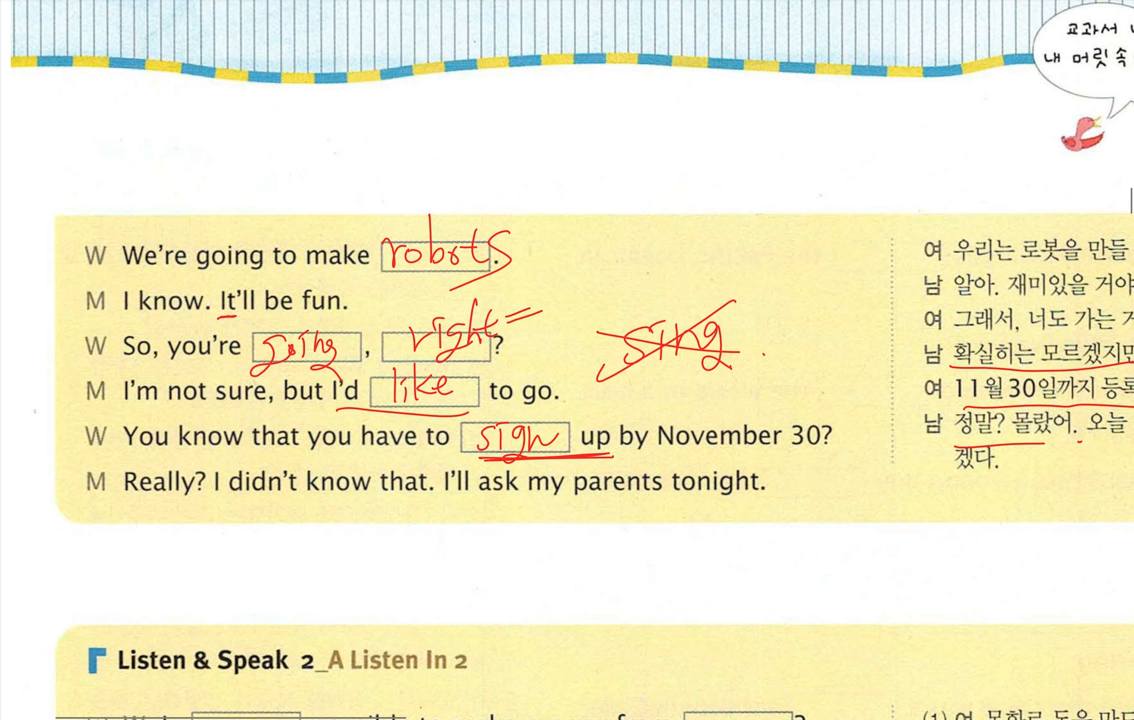 교과서
내 머릿속
W We're going to make robots.
M I know. It'll be fun.
W So, you're going, right?
sing
M I'm not sure, but I'd like to go.
W You know that you have to sign up by November 30?
M Really? I didn't know that. I'll ask my parents tonight.
여 우리는 로봇을 만들
남 알아. 재미있을 거야
여 그래서, 너도 가는
남 확실히는 모르겠지만
여 11월 30일까지 등록
남 정말? 몰랐어. 오늘
겠다.
Listen & Speak 2_A Listen In 2